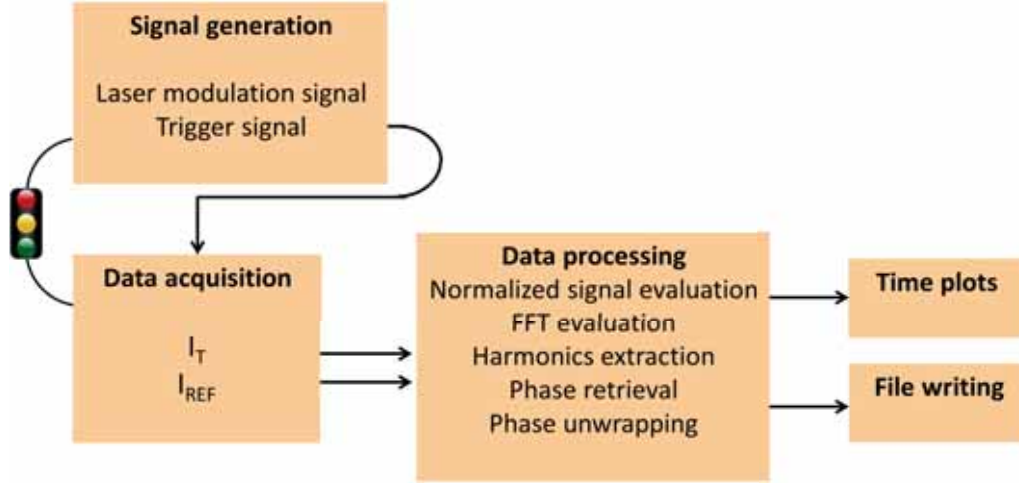 Signal generation
Laser modulation signal
Trigger signal
Data acquisition
I_T
I_REF
Data processing
Normalized signal evaluation
FFT evaluation
Harmonics extraction
Phase retrieval
Phase unwrapping
Time plots
File writing